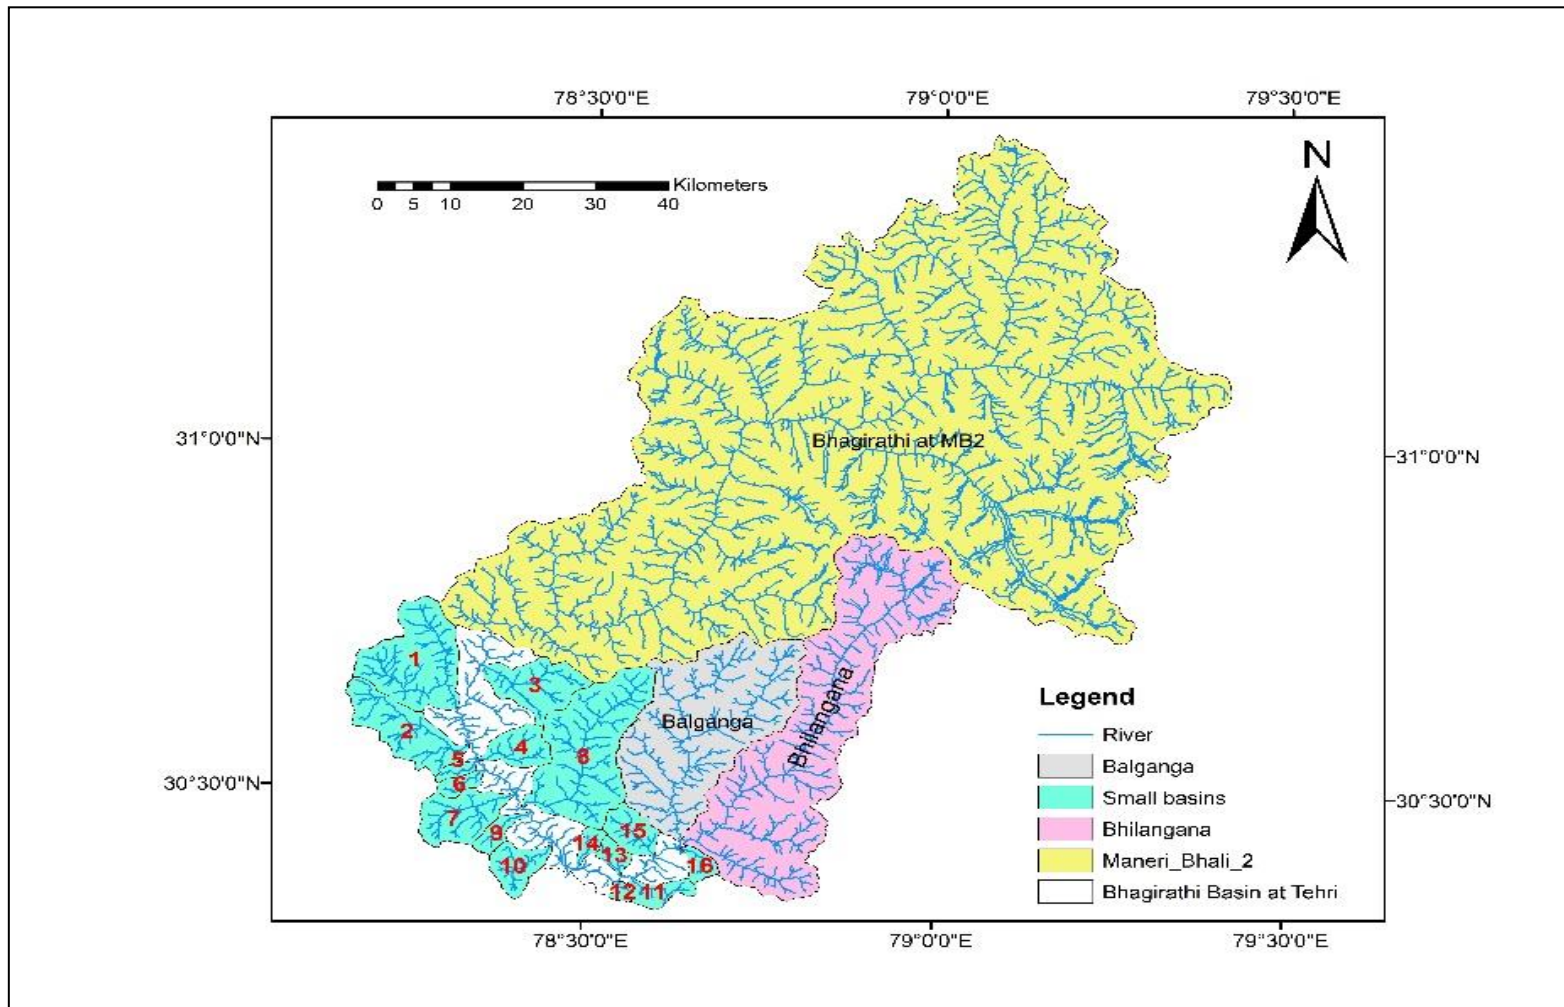 78°30'0"E 79°0'0"E 79°30'0"E
N
Kilometers
0 5 10 20 30 40
31°0'0"N
Bhagirathi at MB2
31°0'0"N
1
3
2
Balganga
Bhilangana
4
8
5
6
30°30'0"N
30°30'0"N
7
9
15
14
13
10
16
12
11
Legend
River
Balganga
Small basins
Bhilangana
Maneri_Bhali_2
Bhagirathi Basin at Tehri
78°30'0"E 79°0'0"E 79°30'0"E